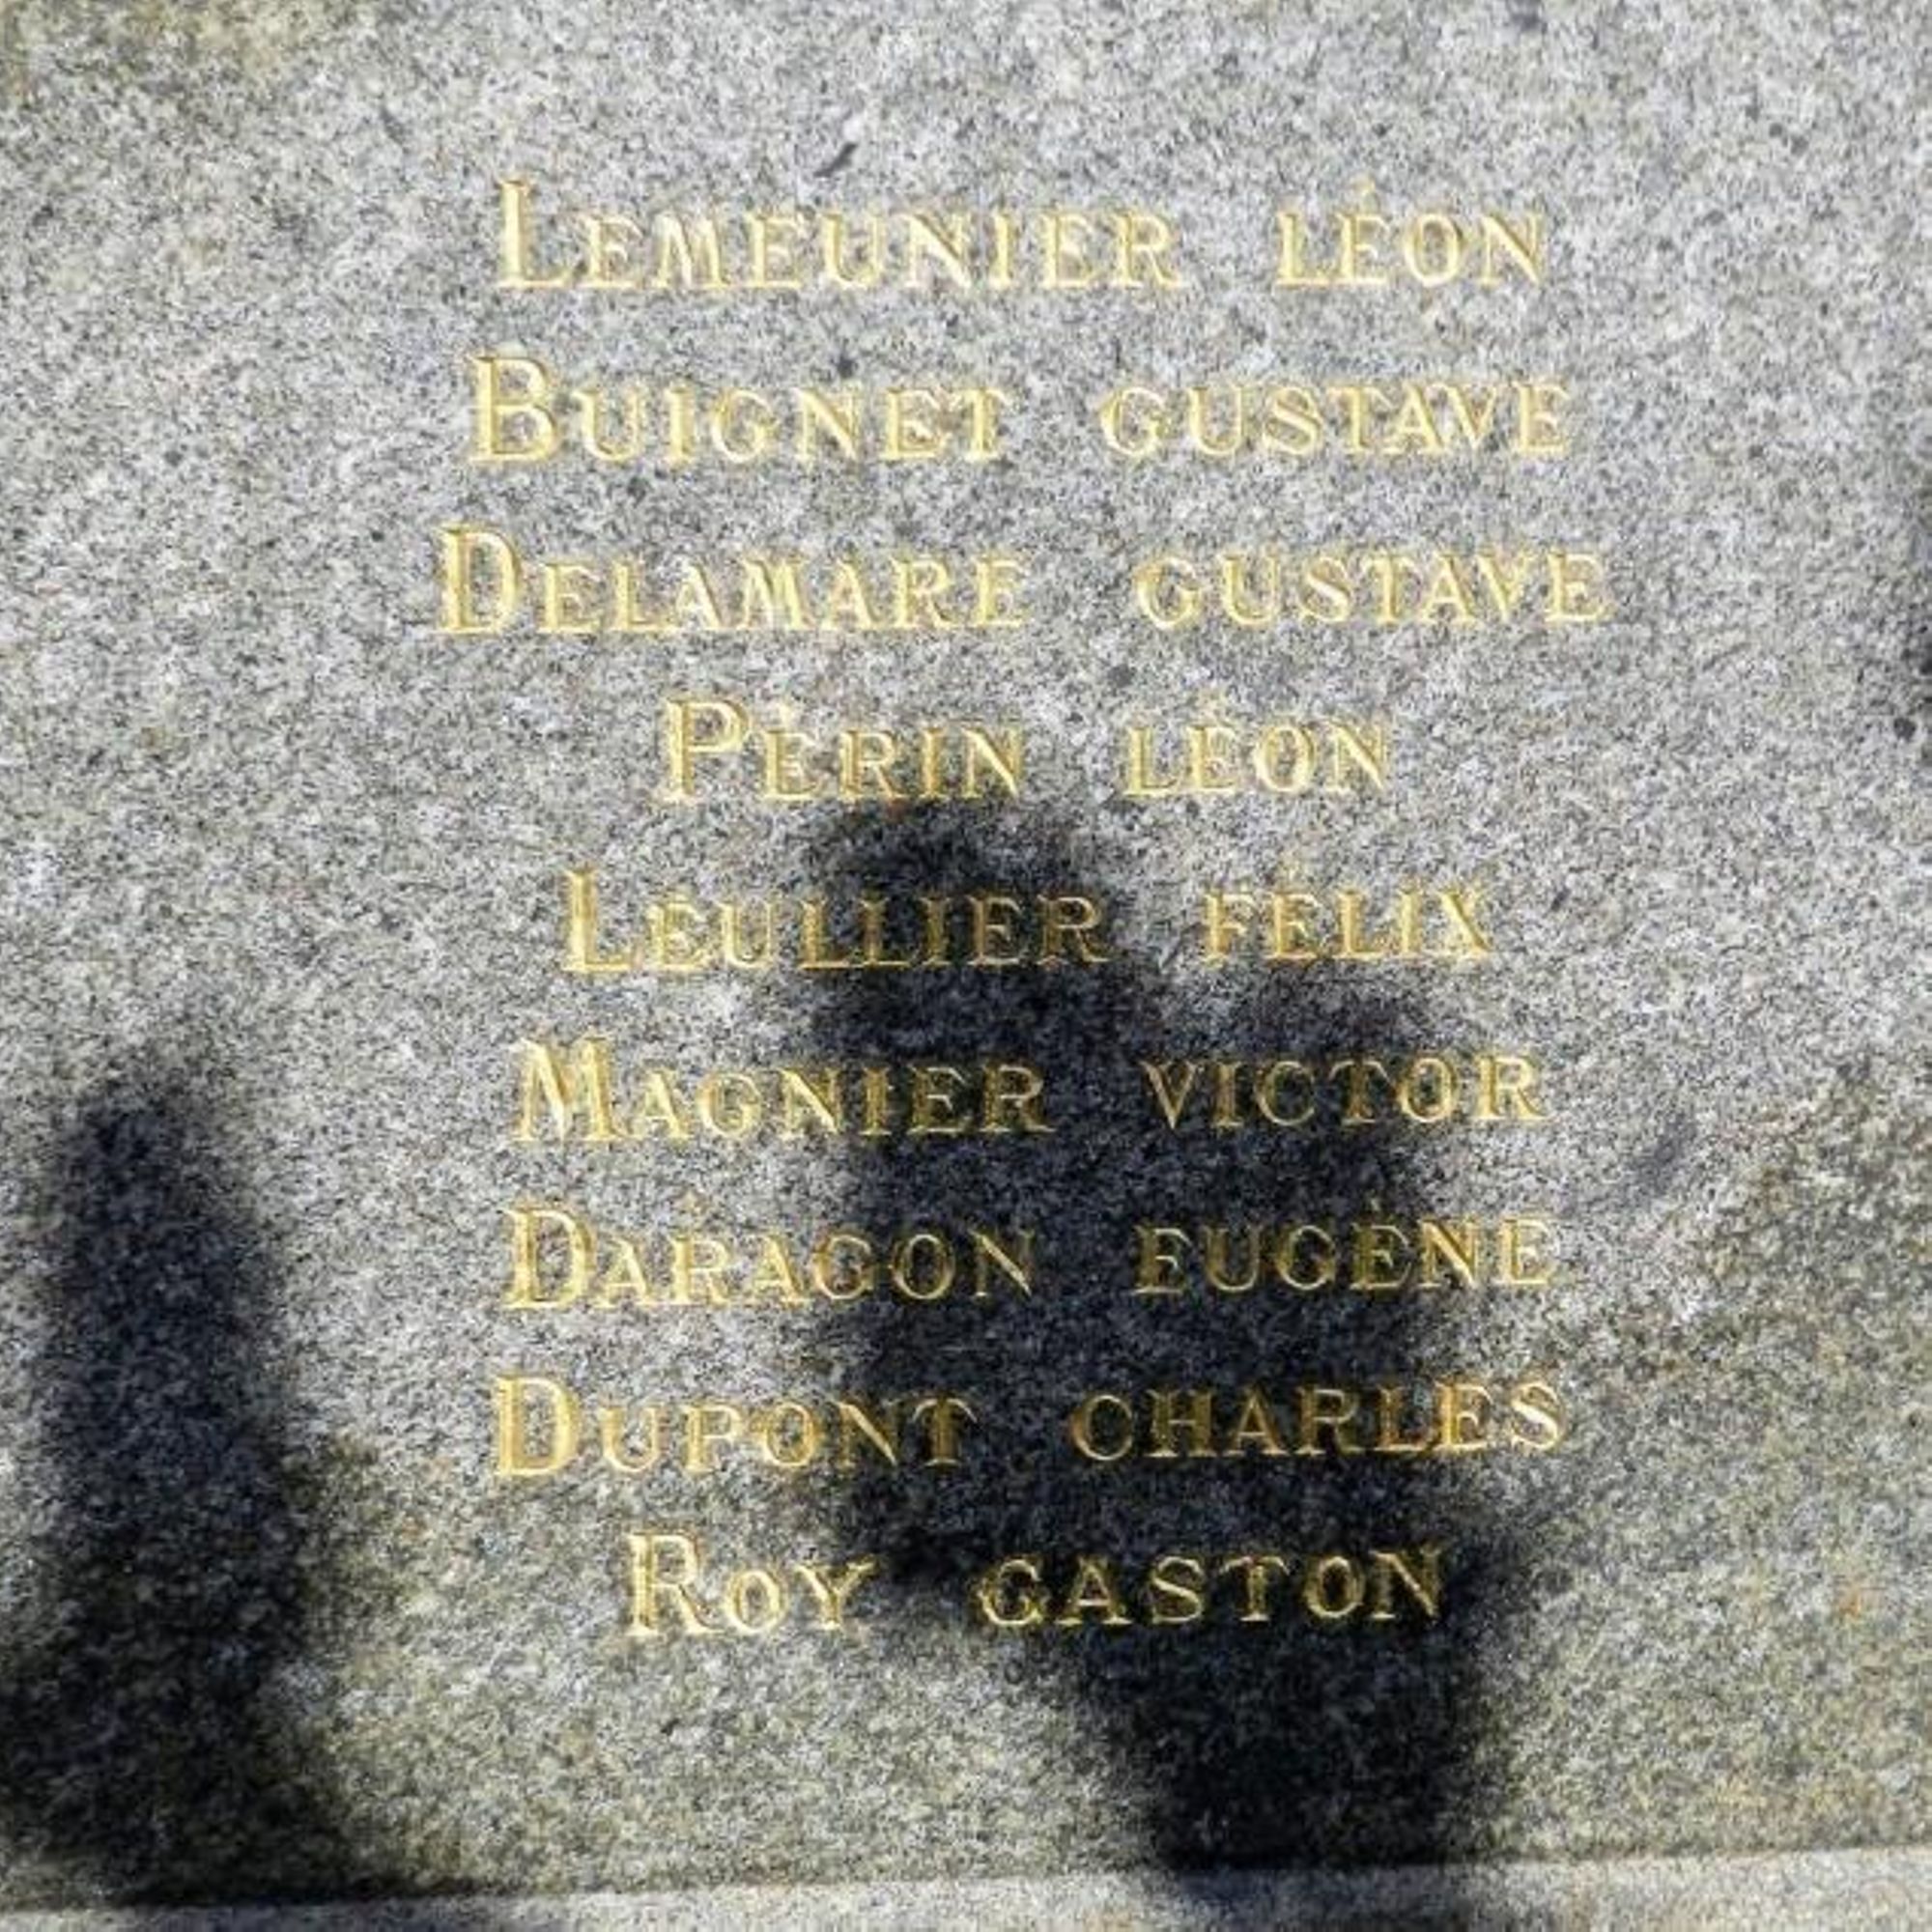 LEMEUNIER LÉON
BUIGNET GUSTAVE
DELAMARE GUSTAVE
PÉRIN LÉON
LEULLIER FÉLIX
MAGNIER VICTOR
DARAGON EUGÈNE
DUPONT CHARLES
ROY GASTON